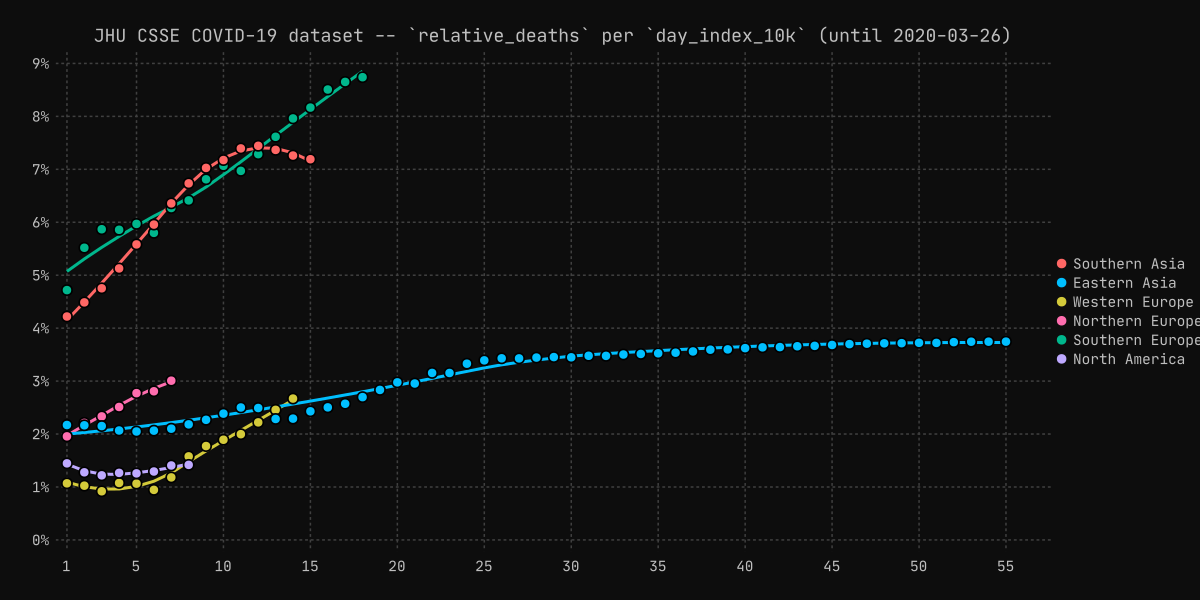 JHU CSSE COVID-19 dataset -- `relative_deaths` per `day_index_10k` (until 2020-03-26)
9%
8%
7%
6%
5%
4%
3%
2%
1%
0%
1 5 10 15 20 25 30 35 40 45 50 55
Southern Asia
Eastern Asia
Western Europe
Northern Europe
Southern Europe
North America